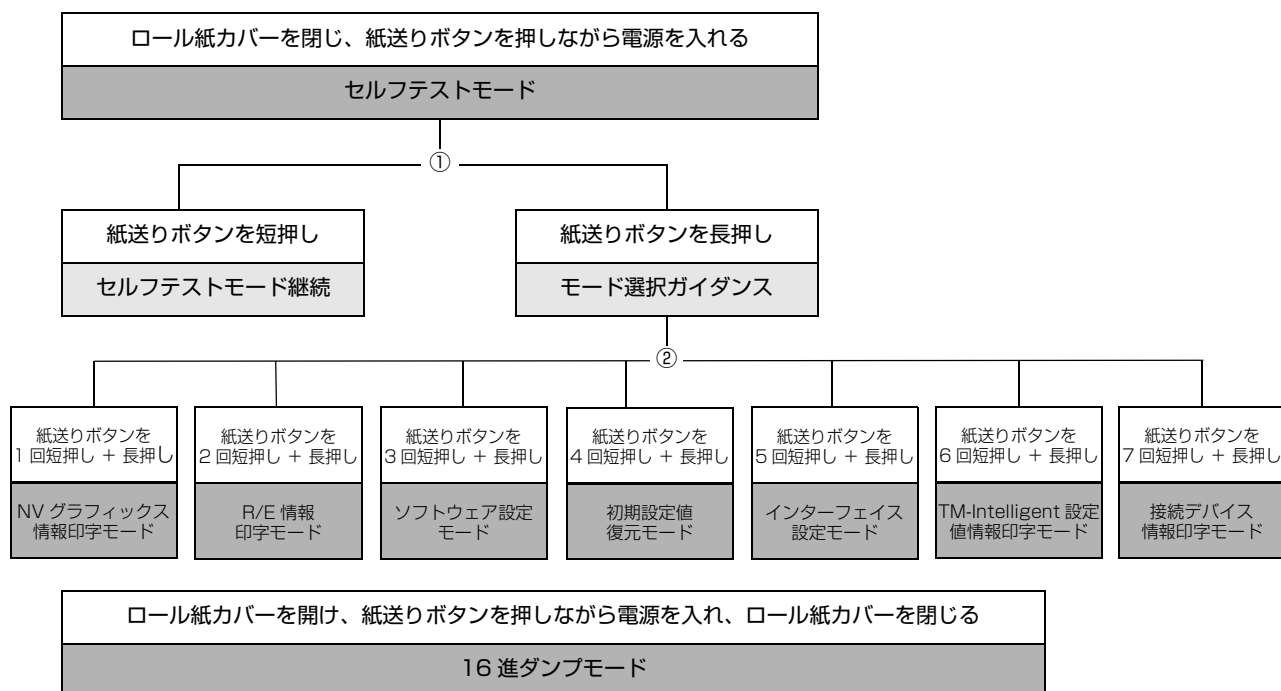 ロール紙カバーを閉じ、紙送りボタンを押しながら電源を入れる
セルフテストモード
①
紙送りボタンを短押し
セルフテストモード継続
紙送りボタンを長押し
モード選択ガイダンス
②
紙送りボタンを
1 回短押し + 長押し
NV グラフィックス
情報印字モード
紙送りボタンを
2 回短押し + 長押し
R/E 情報
印字モード
紙送りボタンを
3 回短押し + 長押し
ソフトウェア設定
モード
紙送りボタンを
4 回短押し + 長押し
初期設定値
復元モード
紙送りボタンを
5 回短押し + 長押し
インターフェイス
設定モード
紙送りボタンを
6 回短押し + 長押し
TM-Intelligent 設定
値情報印字モード
紙送りボタンを
7 回短押し + 長押し
接続デバイス
情報印字モード
ロール紙カバーを開け、紙送りボタンを押しながら電源を入れ、ロール紙カバーを閉じる
16 進ダンプモード